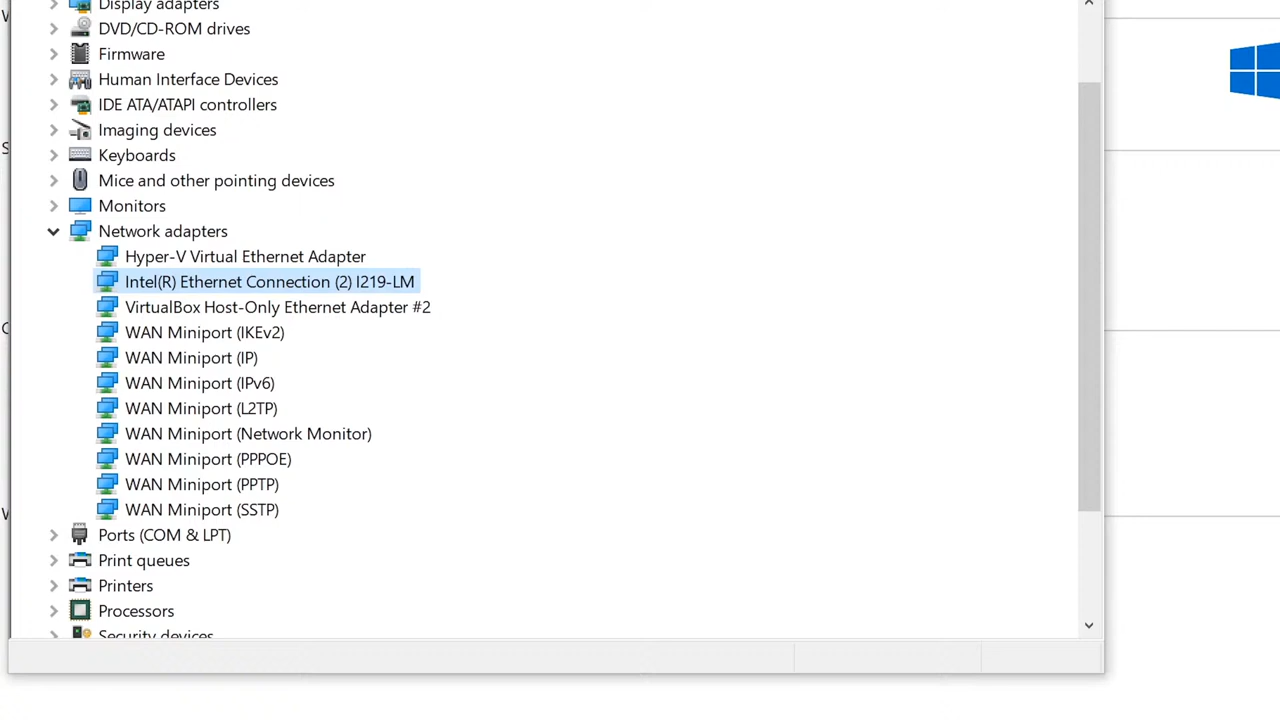 Display adapters
DVD/CD-ROM drives
Firmware
Human Interface Devices
IDE ATA/ATAPI controllers
Imaging devices
Keyboards
Mice and other pointing devices
Monitors
Network adapters
Hyper-V Virtual Ethernet Adapter
Intel(R) Ethernet Connection (2) I219-LM
VirtualBox Host-Only Ethernet Adapter #2
WAN Miniport (IKEv2)
WAN Miniport (IP)
WAN Miniport (IPv6)
WAN Miniport (L2TP)
WAN Miniport (Network Monitor)
WAN Miniport (PPPOE)
WAN Miniport (PPTP)
WAN Miniport (SSTP)
Ports (COM & LPT)
Print queues
Printers
Processors
Security devices